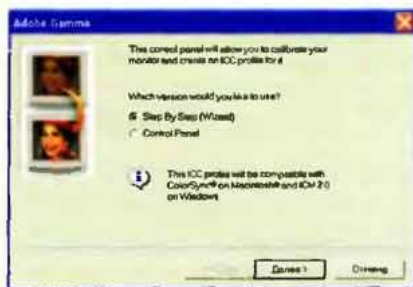 Adobe Gamma
This control panel will allow you to calibrate your
monitor and create an ICC profile for it
Which version would you like to use?
Step By Step (Wizard)
Control Panel
This ICC profile will be compatible with
ColorSync® on Macintosh® and ICM 2.0
on Windows
Далее >
Отмена